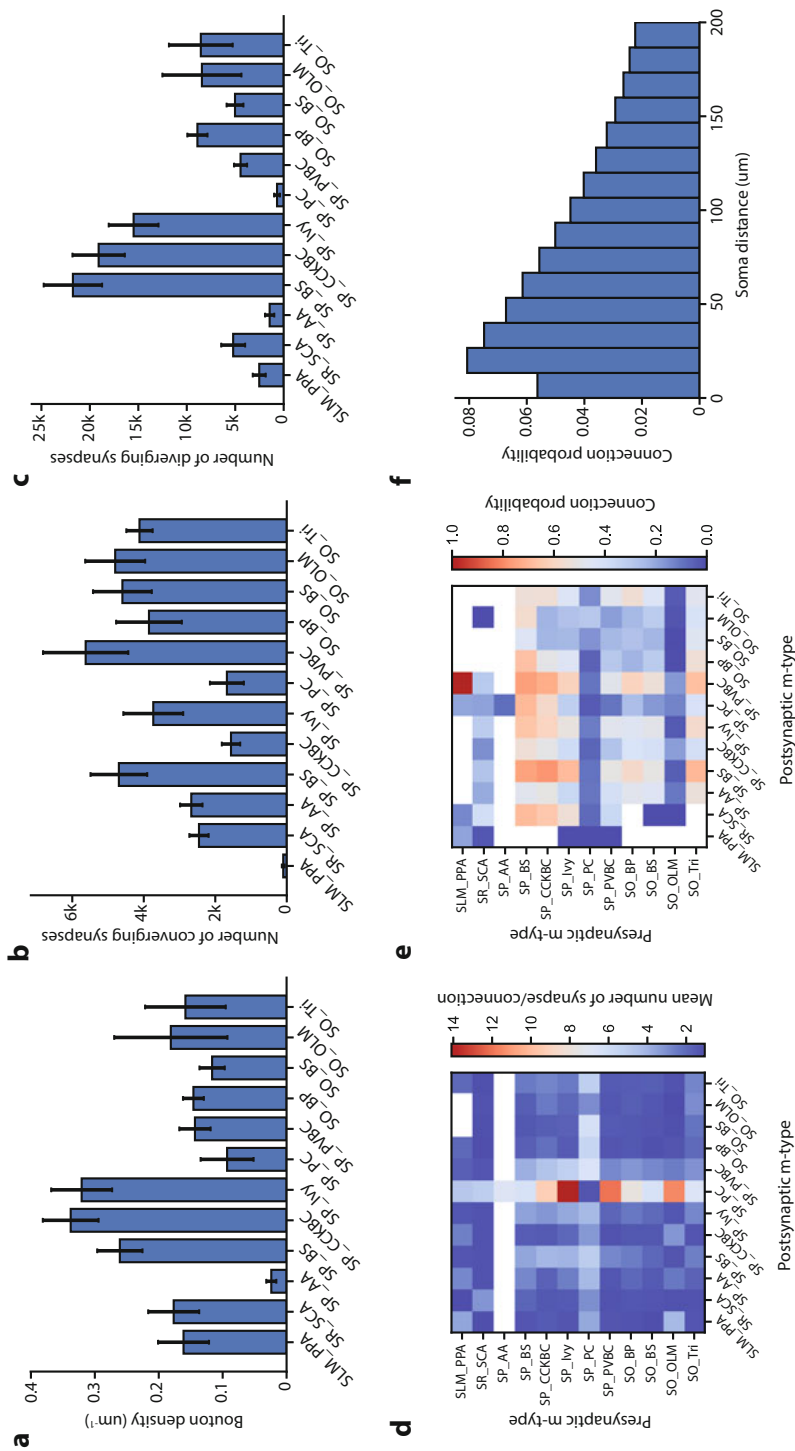 a
Bouton density (um⁻¹)
0.4
0.3
0.2
0.1
0
SLM_PPA
SR_SCA
SP_AA
SP_BS
SP_CCKBC
SP_Ivy
SP_PC
SP_PVBC
SO_BP
SO_BS
SO_OLM
SO_Tri
b
Number of converging synapses
6k
4k
2k
0
SLM_PPA
SR_SCA
SP_AA
SP_BS
SP_CCKBC
SP_Ivy
SP_PC
SP_PVBC
SO_BP
SO_BS
SO_OLM
SO_Tri
c
Number of diverging synapses
25k
20k
15k
10k
5k
0
SLM_PPA
SR_SCA
SP_AA
SP_BS
SP_CCKBC
SP_Ivy
SP_PC
SP_PVBC
SO_BP
SO_BS
SO_OLM
SO_Tri
d
Presynaptic m-type
SLM_PPA
SR_SCA
SP_AA
SP_BS
SP_CCKBC
SP_Ivy
SP_PC
SP_PVBC
SO_BP
SO_BS
SO_OLM
SO_Tri
SLM_PPA
SR_SCA
SP_AA
SP_BS
SP_CCKBC
SP_Ivy
SP_PC
SP_PVBC
SO_BP
SO_BS
SO_OLM
SO_Tri
Postsynaptic m-type
14
12
10
8
6
4
2
Mean number of synapse/connection
e
Presynaptic m-type
SLM_PPA
SR_SCA
SP_AA
SP_BS
SP_CCKBC
SP_Ivy
SP_PC
SP_PVBC
SO_BP
SO_BS
SO_OLM
SO_Tri
SLM_PPA
SR_SCA
SP_AA
SP_BS
SP_CCKBC
SP_Ivy
SP_PC
SP_PVBC
SO_BP
SO_BS
SO_OLM
SO_Tri
Postsynaptic m-type
1.0
0.8
0.6
0.4
0.2
0.0
Connection probability
f
Connection probability
0.08
0.06
0.04
0.02
0
0
50
100
150
200
Soma distance (um)